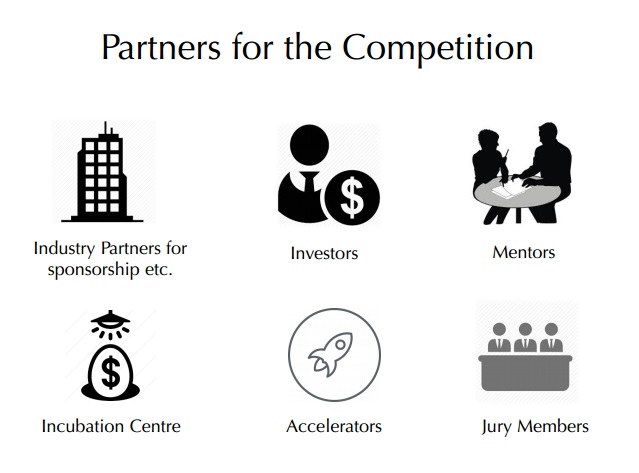 Partners for the Competition
$
Industry Partners for
sponsorship etc.
Investors
Mentors
$
Incubation Centre
Accelerators
Jury Members